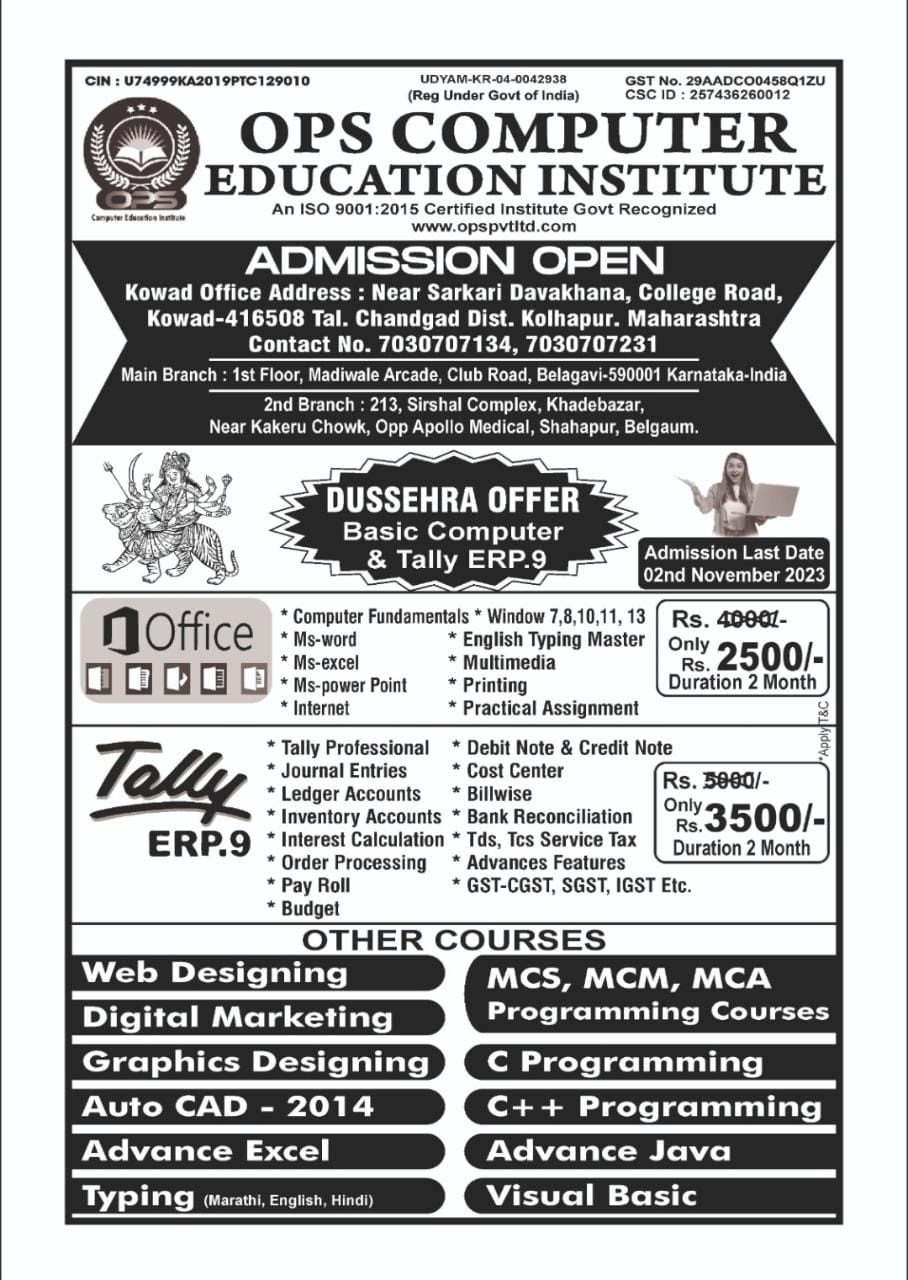 CIN : U74999KA2019PTC129010
UDYAM-KR-04-0042938
(Reg Under Govt of India)
GST No. 29AADCO0458Q1ZU
CSC ID : 257436260012
OPS
Computer Education Institute
OPS COMPUTER
EDUCATION INSTITUTE
An ISO 9001:2015 Certified Institute Govt Recognized
www.opspvtltd.com
ADMISSION OPEN
Kowad Office Address : Near Sarkari Davakhana, College Road,
Kowad-416508 Tal. Chandgad Dist. Kolhapur. Maharashtra
Contact No. 7030707134, 7030707231
Main Branch : 1st Floor, Madiwale Arcade, Club Road, Belagavi-590001 Karnataka-India
2nd Branch : 213, Sirshal Complex, Khadebazar,
Near Kakeru Chowk, Opp Apollo Medical, Shahapur, Belgaum.
DUSSEHRA OFFER
Basic Computer
& Tally ERP.9
Admission Last Date
02nd November 2023
Office
* Computer Fundamentals * Window 7,8,10,11, 13
* Ms-word * English Typing Master
* Ms-excel * Multimedia
* Ms-power Point * Printing
* Internet * Practical Assignment
Rs. 4000/-
Only
Rs. 2500/-
Duration 2 Month
*Apply T&C
Tally
ERP.9
* Tally Professional * Debit Note & Credit Note
* Journal Entries * Cost Center
* Ledger Accounts * Billwise
* Inventory Accounts * Bank Reconciliation
* Interest Calculation * Tds, Tcs Service Tax
* Order Processing * Advances Features
* Pay Roll * GST-CGST, SGST, IGST Etc.
* Budget
Rs. 5000/-
Only
Rs. 3500/-
Duration 2 Month
OTHER COURSES
Web Designing
Digital Marketing
Graphics Designing
Auto CAD - 2014
Advance Excel
Typing (Marathi, English, Hindi)
MCS, MCM, MCA
Programming Courses
C Programming
C++ Programming
Advance Java
Visual Basic